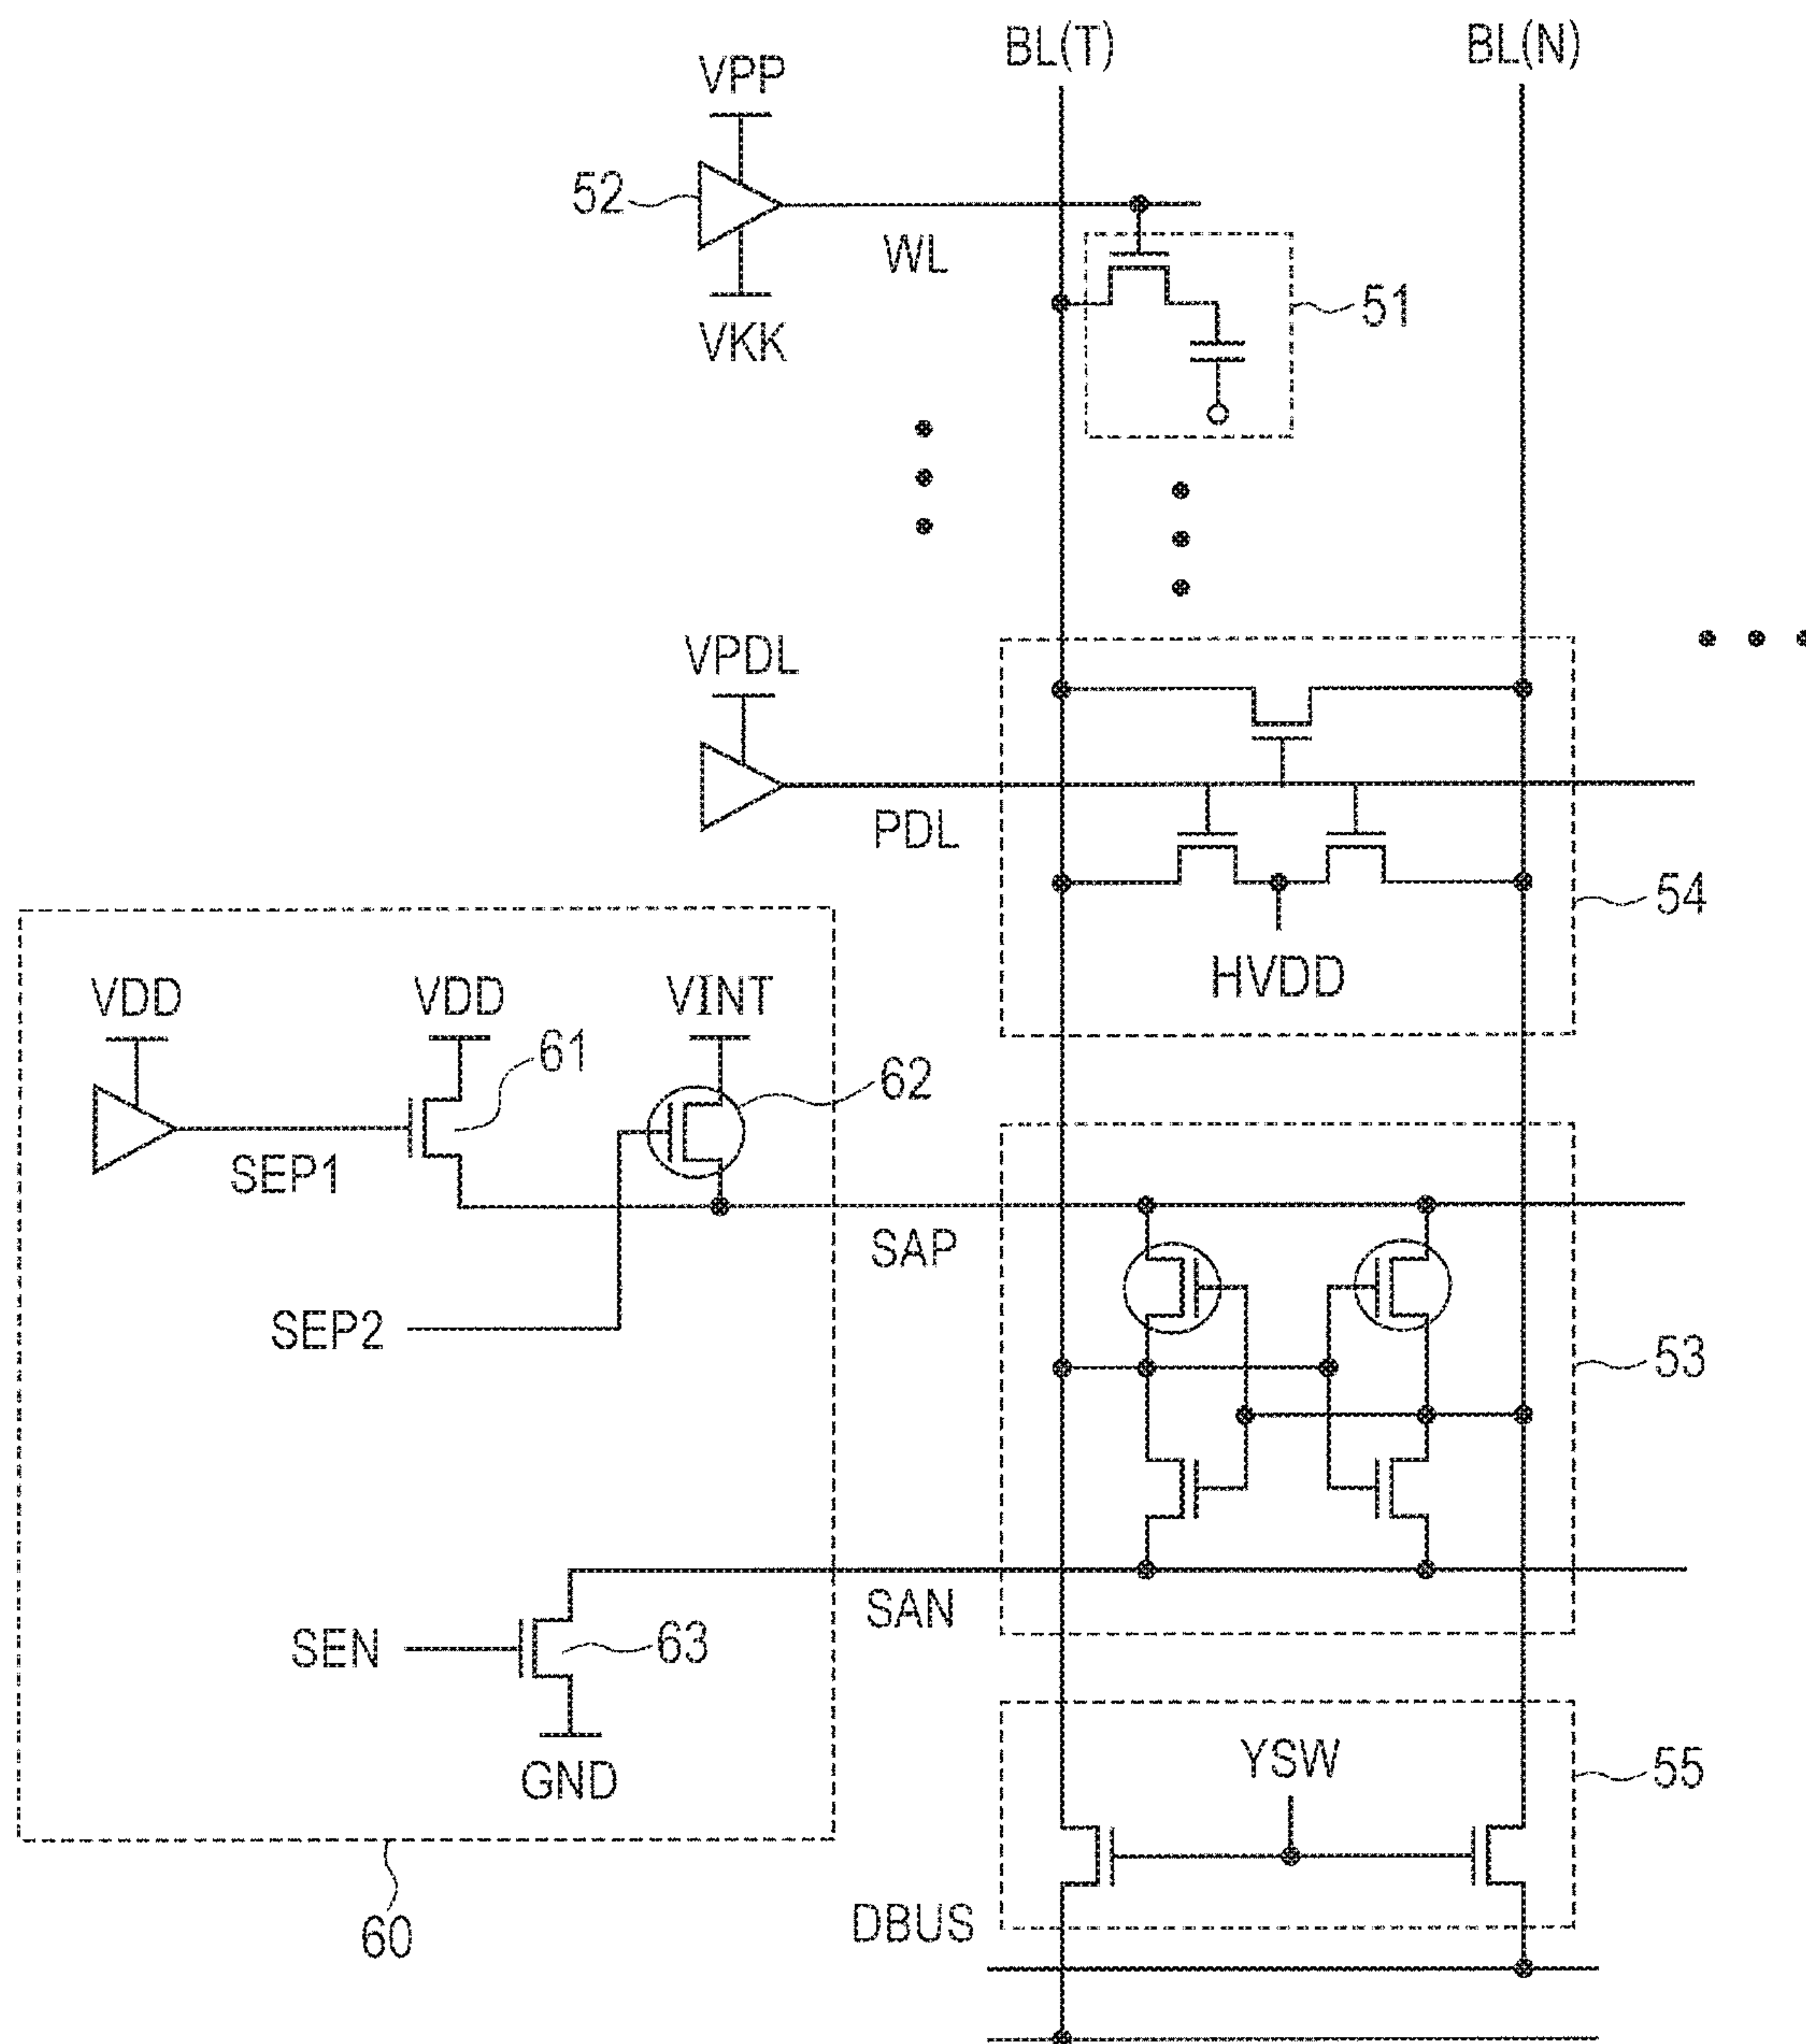 BL(T)
BL(N)
VPP
52
WL
VKK
51
VPDL
PDL
HVDD
54
VDD
VDD
VINT
61
62
SEP1
SAP
SEP2
53
SAN
SEN
63
GND
YSW
55
DBUS
60